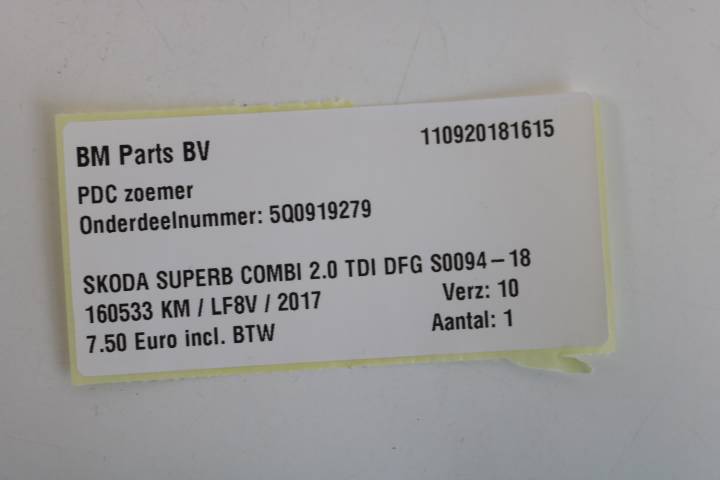 BM Parts BV 110920181615
PDC zoemer
Onderdeelnummer: 5Q0919279
SKODA SUPERB COMBI 2.0 TDI DFG S0094-18
160533 KM / LF8V / 2017 Verz: 10
7.50 Euro incl. BTW Aantal: 1